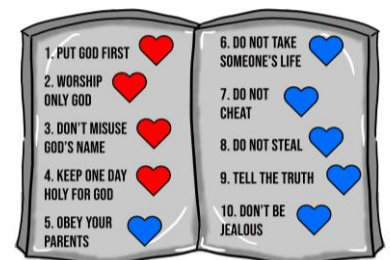 1. PUT GOD FIRST
2. WORSHIP
ONLY GOD
3. DON'T MISUSE
GOD'S NAME
4. KEEP ONE DAY
HOLY FOR GOD
5. OBEY YOUR
PARENTS
6. DO NOT TAKE
SOMEONE'S LIFE
7. DO NOT
CHEAT
8. DO NOT STEAL
9. TELL THE TRUTH
10. DON'T BE
JEALOUS